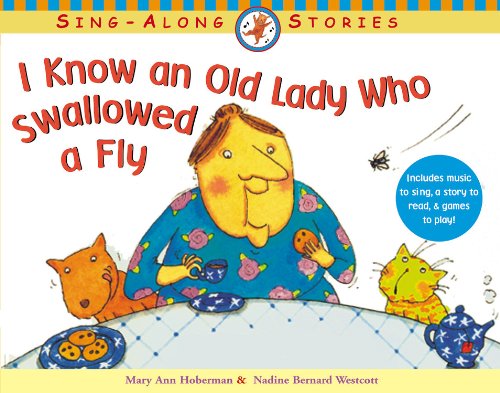 SING-ALONG STORIES
I Know an Old Lady Who
Swallowed
a Fly
Includes music
to sing, a story to
read, & games
to play!
Mary Ann Hoberman & Nadine Bernard Westcott